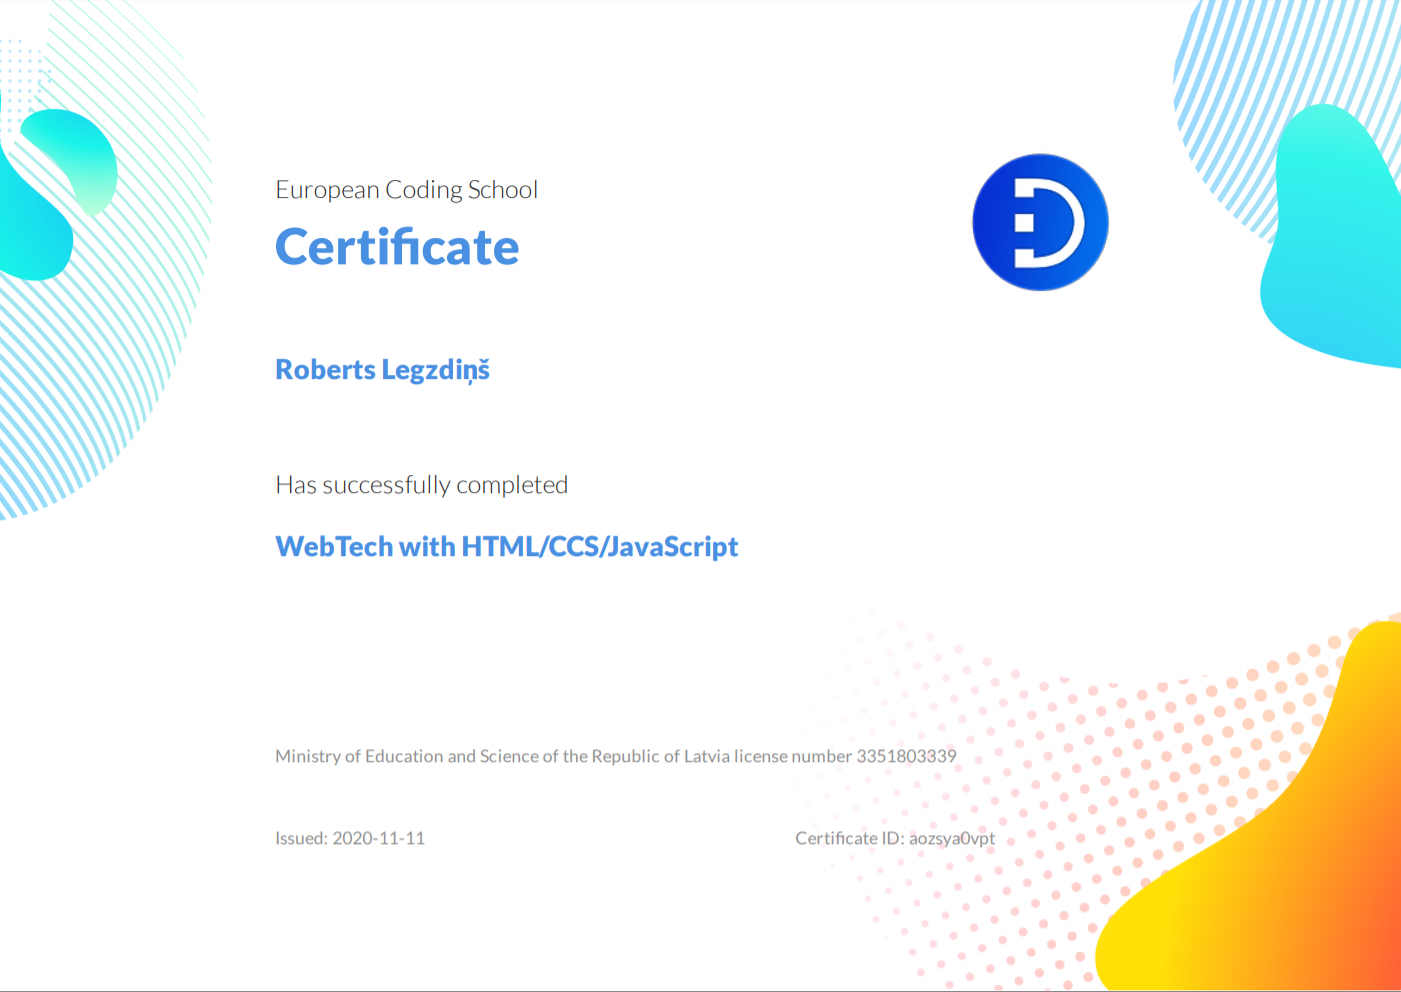 European Coding School
Certificate
Roberts Legzdiņš
Has successfully completed
WebTech with HTML/CCS/JavaScript
Ministry of Education and Science of the Republic of Latvia license number 3351803339
Issued: 2020-11-11
Certificate ID: aozsya0vpt